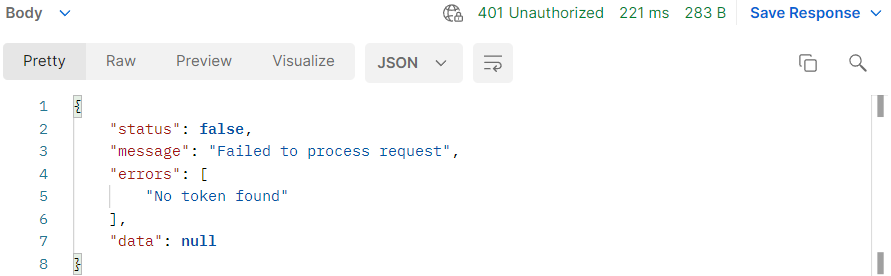 Body 401 Unauthorized 221 ms 283 B Save Response
Pretty Raw Preview Visualize JSON
1 {
2 "status": false,
3 "message": "Failed to process request",
4 "errors": [
5 "No token found"
6 ],
7 "data": null
8 }